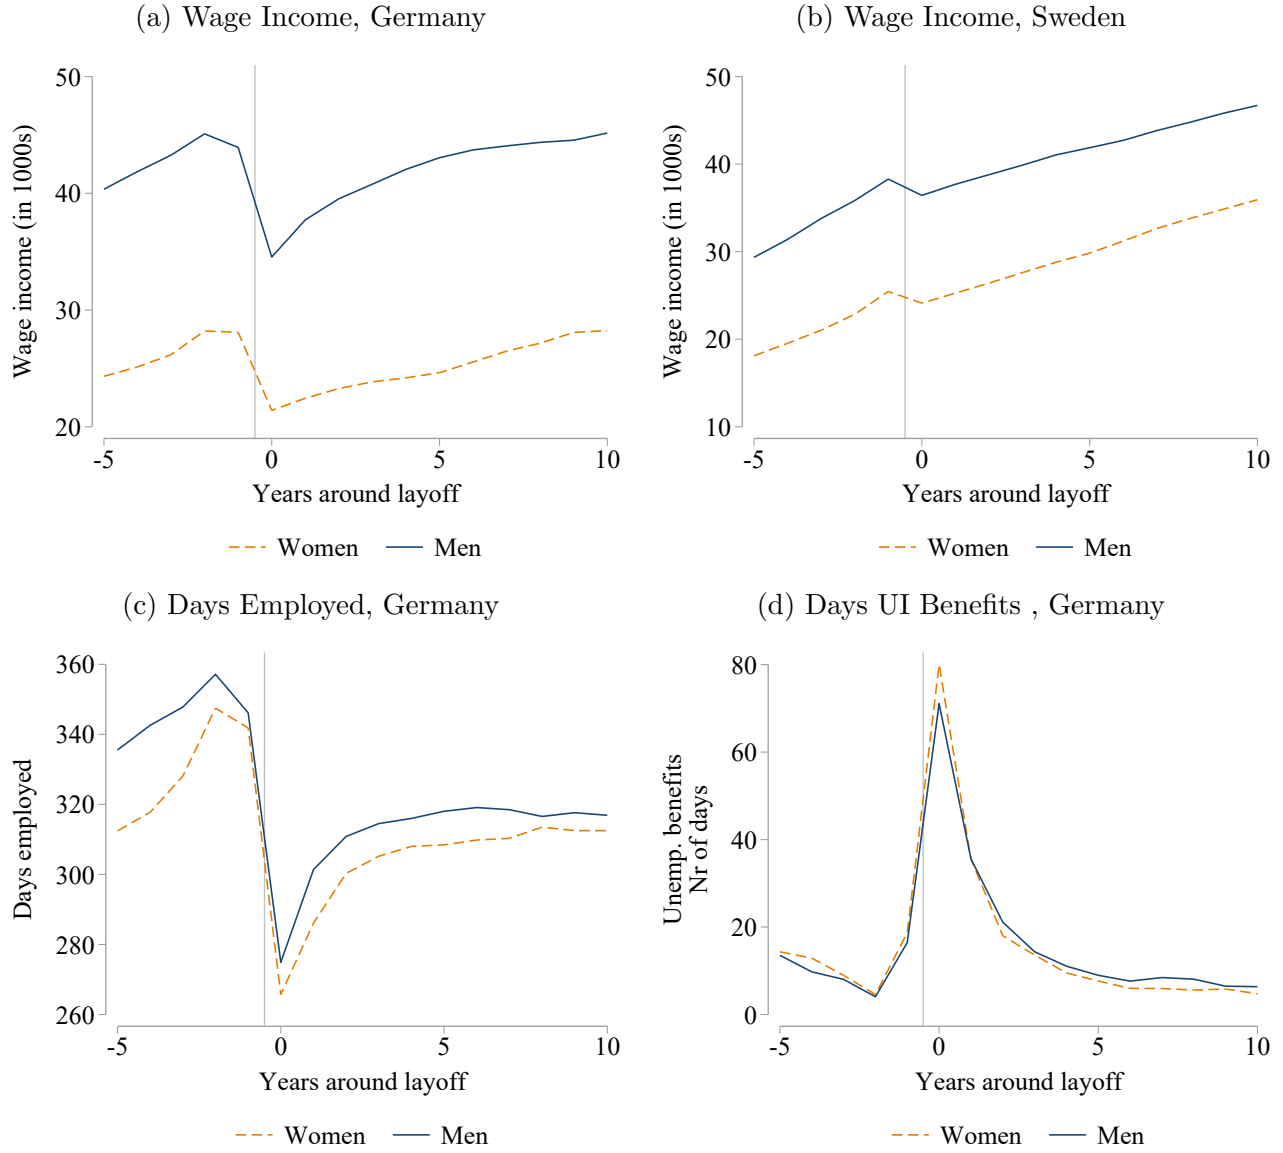 (a) Wage Income, Germany
Wage income (in 1000s)
50
40
30
20
-5 0 5 10
Years around layoff
Women Men
(b) Wage Income, Sweden
Wage income (in 1000s)
50
40
30
20
10
-5 0 5 10
Years around layoff
Women Men
(c) Days Employed, Germany
Days employed
360
340
320
300
280
260
-5 0 5 10
Years around layoff
Women Men
(d) Days UI Benefits , Germany
Unemp. benefits
Nr of days
80
60
40
20
0
-5 0 5 10
Years around layoff
Women Men